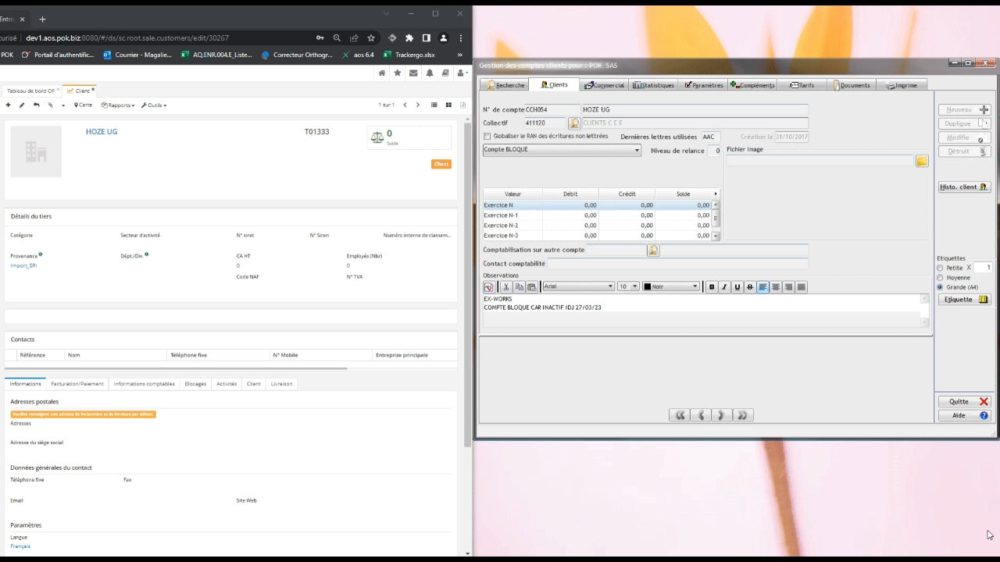 Entre
curisé
dev1.aos.pok.biz:8080/#/ds/sc.root.sale.customers/edit/30267
POK
Portail d'authentific...
Courrier - Magalie...
AQ.ENR.004.E_Liste...
Correcteur Orthogr...
aos 6.4
Trackergo.xlsx
»
Tableau de bord OF
Client
Carte
Rapports
Outils
1 sur 1
HOZE UG
T01333
0
Solde
Client
Détails du tiers
Catégorie
Secteur d'activité
N° siret
N° Siren
Numéro interne de classem...
Provenance
Dépt./Div.
CA HT
Employés (Nbr)
Import_SPi
0
0
Code NAF
N° TVA
Contacts
Référence
Nom
Téléphone fixe
N° Mobile
Entreprise principale
Informations
Facturation/Paiement
Informations comptables
Blocages
Activités
Client
Livraison
Adresses postales
Veuillez renseigner une adresse de facturation et de livraison par défaut.
Adresses
Adresse du siège social
Données générales du contact
Téléphone fixe
Fax
Email
Site Web
Paramètres
Langue
Français
Gestion des comptes clients pour : POK SAS
Recherche
Clients
Commercial
Statistiques
Paramètres
Compléments
Tarifs
Documents
Imprime
N° de compte CCH054 HOZE UG
Collectif 411120 CLIENTS C E E
Globaliser le RAN des écritures non lettrées
Dernières lettres utilisées AAC
Création le 31/10/2017
Compte BLOQUE
Niveau de relance 0
Fichier Image
Valeur Débit Crédit Solde
Exercice N 0,00 0,00 0,00
Exercice N-1 0,00 0,00 0,00
Exercice N-2 0,00 0,00 0,00
Exercice N-3 0,00 0,00 0,00
Comptabilisation sur autre compte
Contact comptabilité
Observations
Arial
10
Noir
B I U
EX-WORKS
COMPTE BLOQUE CAR INACTIF IDJ 27/03/23
Nouveau
Duplique
Modifie
Détruit
Histo. client
Etiquettes
Petite X 1
Moyenne
Grande (A4)
Etiquette
Quitte
Aide